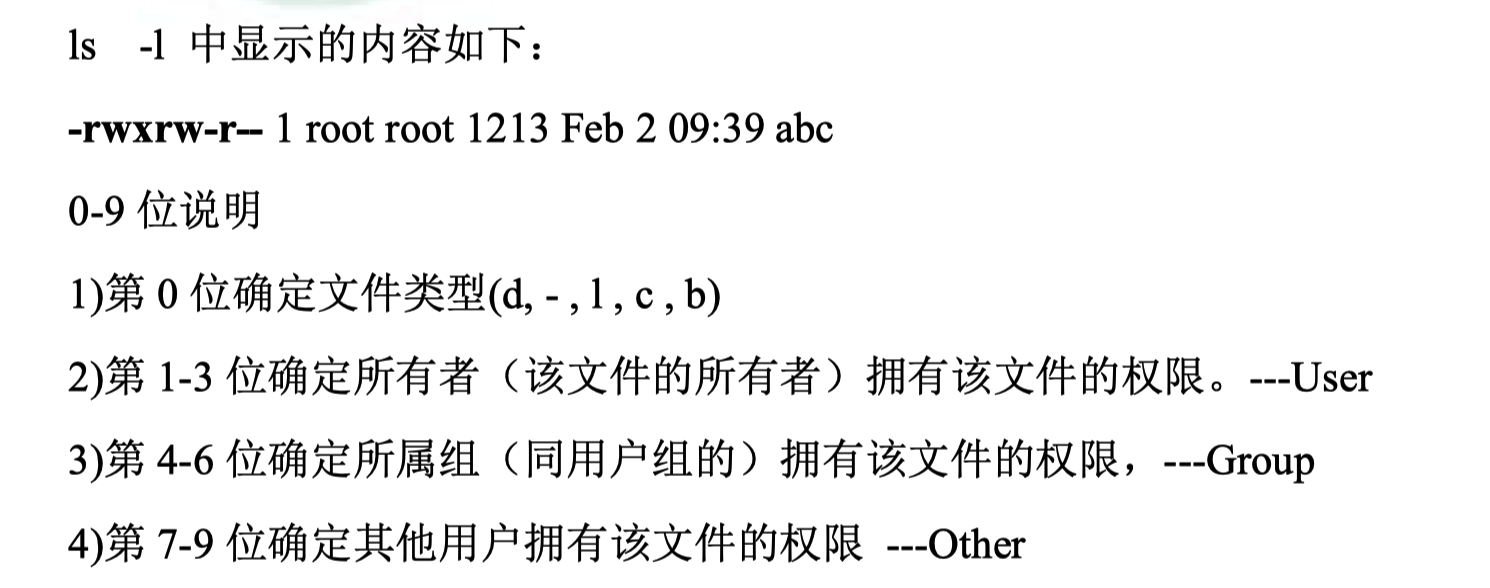 ls -l 中显示的内容如下：
-rwxrw-r-- 1 root root 1213 Feb 2 09:39 abc
0-9 位说明
1)第 0 位确定文件类型(d, - , l , c , b)
2)第 1-3 位确定所有者（该文件的所有者）拥有该文件的权限。---User
3)第 4-6 位确定所属组（同用户组的）拥有该文件的权限，---Group
4)第 7-9 位确定其他用户拥有该文件的权限 ---Other